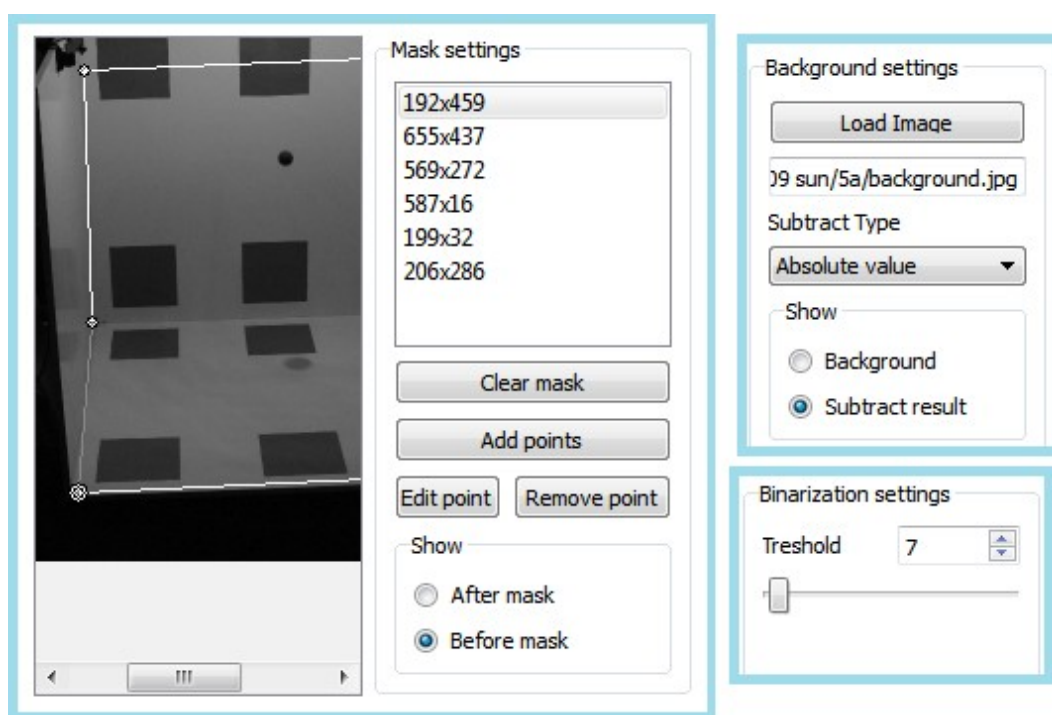 Mask settings
192x459
655x437
569x272
587x16
199x32
206x286
Clear mask
Add points
Edit point Remove point
Show
After mask
Before mask
Background settings
Load Image
09 sun/5a/background.jpg
Subtract Type
Absolute value
Show
Background
Subtract result
Binarization settings
Treshold 7